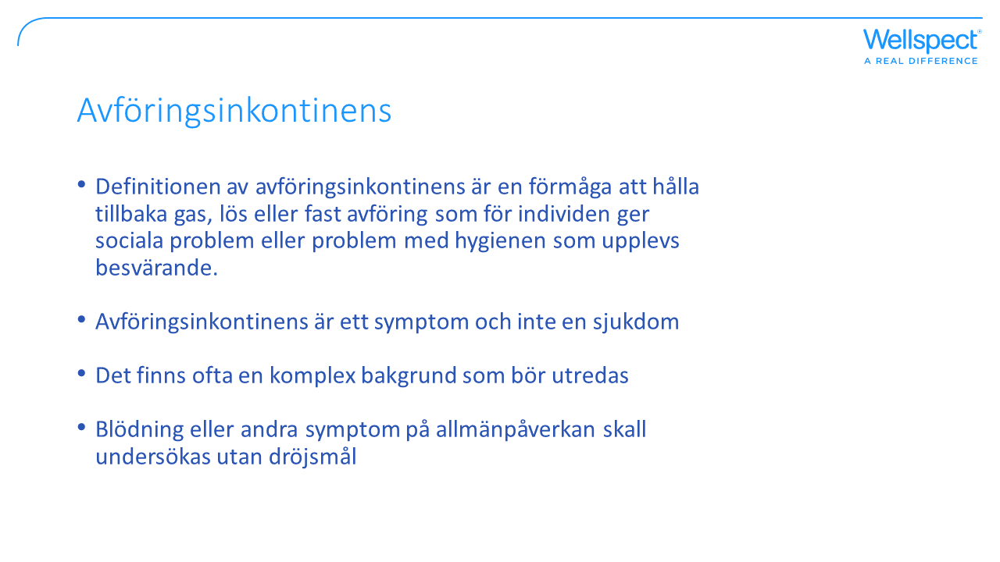 Wellspect®
A REAL DIFFERENCE
Avföringsinkontinens
• Definitionen av avföringsinkontinens är en förmåga att hålla
tillbaka gas, lös eller fast avföring som för individen ger
sociala problem eller problem med hygienen som upplevs
besvärande.
• Avföringsinkontinens är ett symptom och inte en sjukdom
• Det finns ofta en komplex bakgrund som bör utredas
• Blödning eller andra symptom på allmänpåverkan skall
undersökas utan dröjsmål